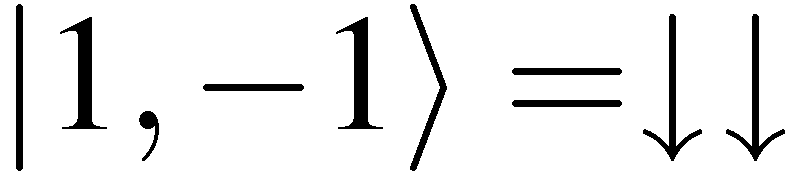 |1, −1⟩ =↓↓